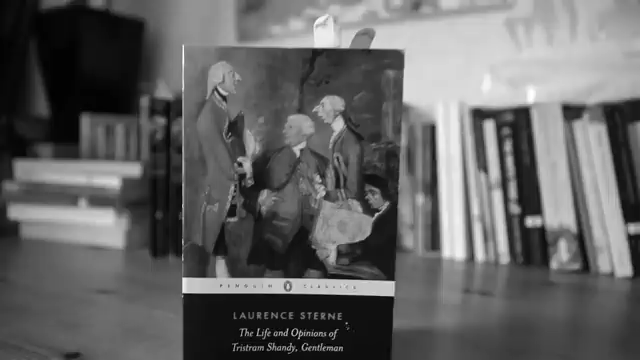 PENGUIN CLASSICS
LAURENCE STERNE
The Life and Opinions of
Tristram Shandy, Gentleman